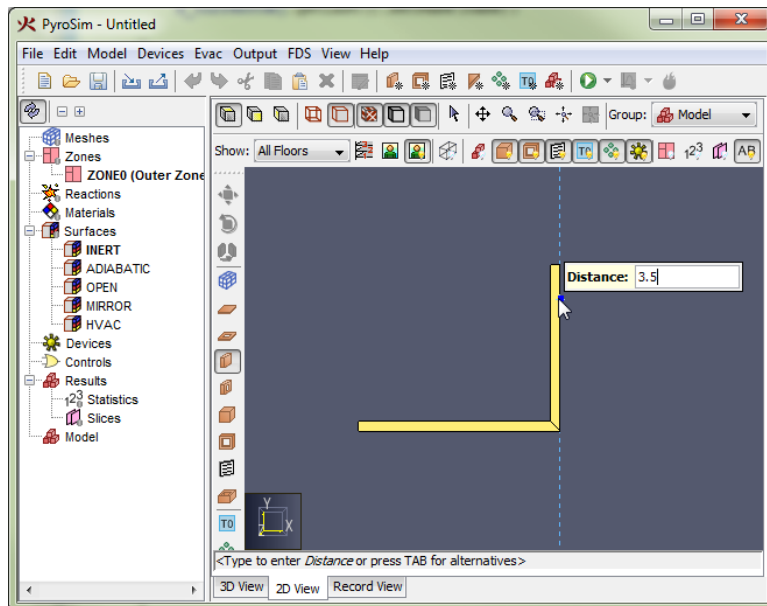 PyroSim - Untitled
File Edit Model Devices Evac Output FDS View Help
Group: Model
Show: All Floors
Meshes
Zones
ZONE0 (Outer Zone
Reactions
Materials
Surfaces
INERT
ADIABATIC
OPEN
MIRROR
HVAC
Devices
Controls
Results
Statistics
Slices
Model
Distance: 3.5
Y
X
<Type to enter Distance or press TAB for alternatives>
3D View 2D View Record View